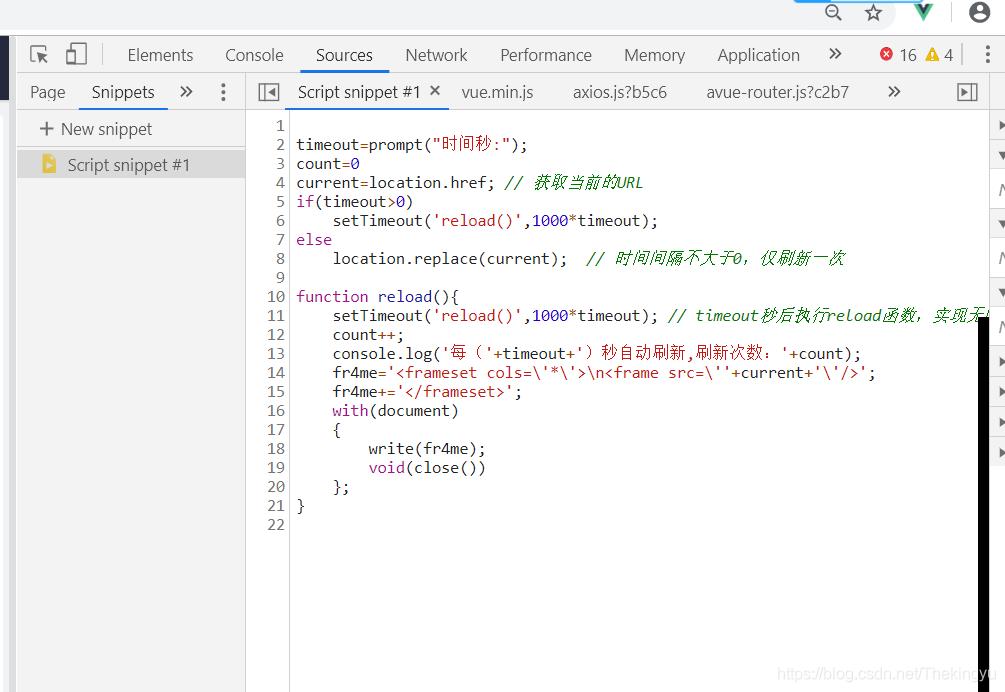 Elements Console Sources Network Performance Memory Application » 16 4
Page Snippets » Script snippet #1 × vue.min.js axios.js?b5c6 avue-router.js?c2b7 »
+ New snippet
Script snippet #1
1
2 timeout=prompt("时间秒:");
3 count=0
4 current=location.href; // 获取当前的URL
5 if(timeout>0)
6 setTimeout('reload()',1000*timeout);
7 else
8 location.replace(current); // 时间间隔不大于0，仅刷新一次
9
10 function reload(){
11 setTimeout('reload()',1000*timeout); // timeout秒后执行reload函数，实现无
12 count++;
13 console.log('每（'+timeout+'）秒自动刷新,刷新次数：'+count);
14 fr4me='<frameset cols=\'*\'>\n<frame src=\''+current+'\'/>';
15 fr4me+='</frameset>';
16 with(document)
17 {
18 write(fr4me);
19 void(close())
20 };
21 }
22
https://blog.csdn.net/Thekingyu